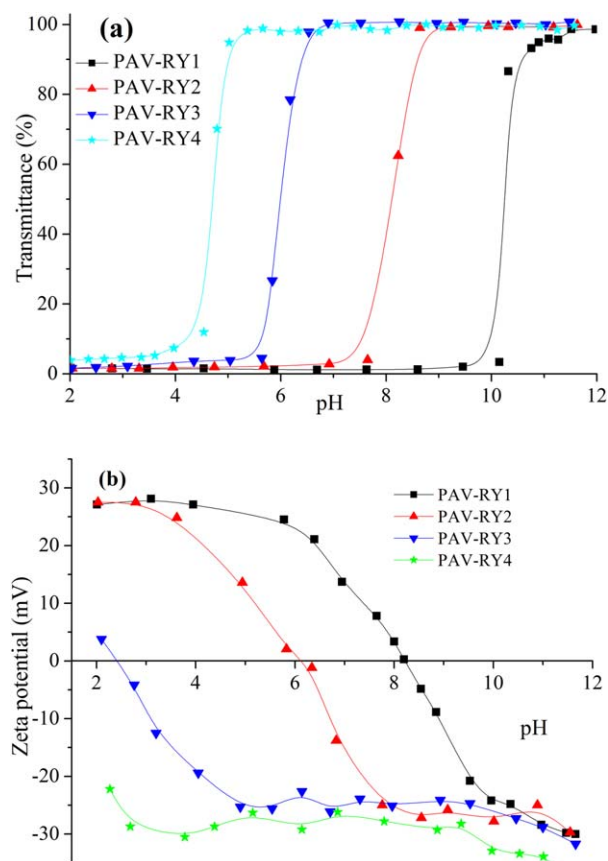 (a)
PAV-RY1
PAV-RY2
PAV-RY3
PAV-RY4
Transmittance (%)
100
80
60
40
20
0
2 4 6 8 10 12
pH
(b)
PAV-RY1
PAV-RY2
PAV-RY3
PAV-RY4
Zeta potential (mV)
30
20
10
0
-10
-20
-30
2 4 6 8 10 12
pH